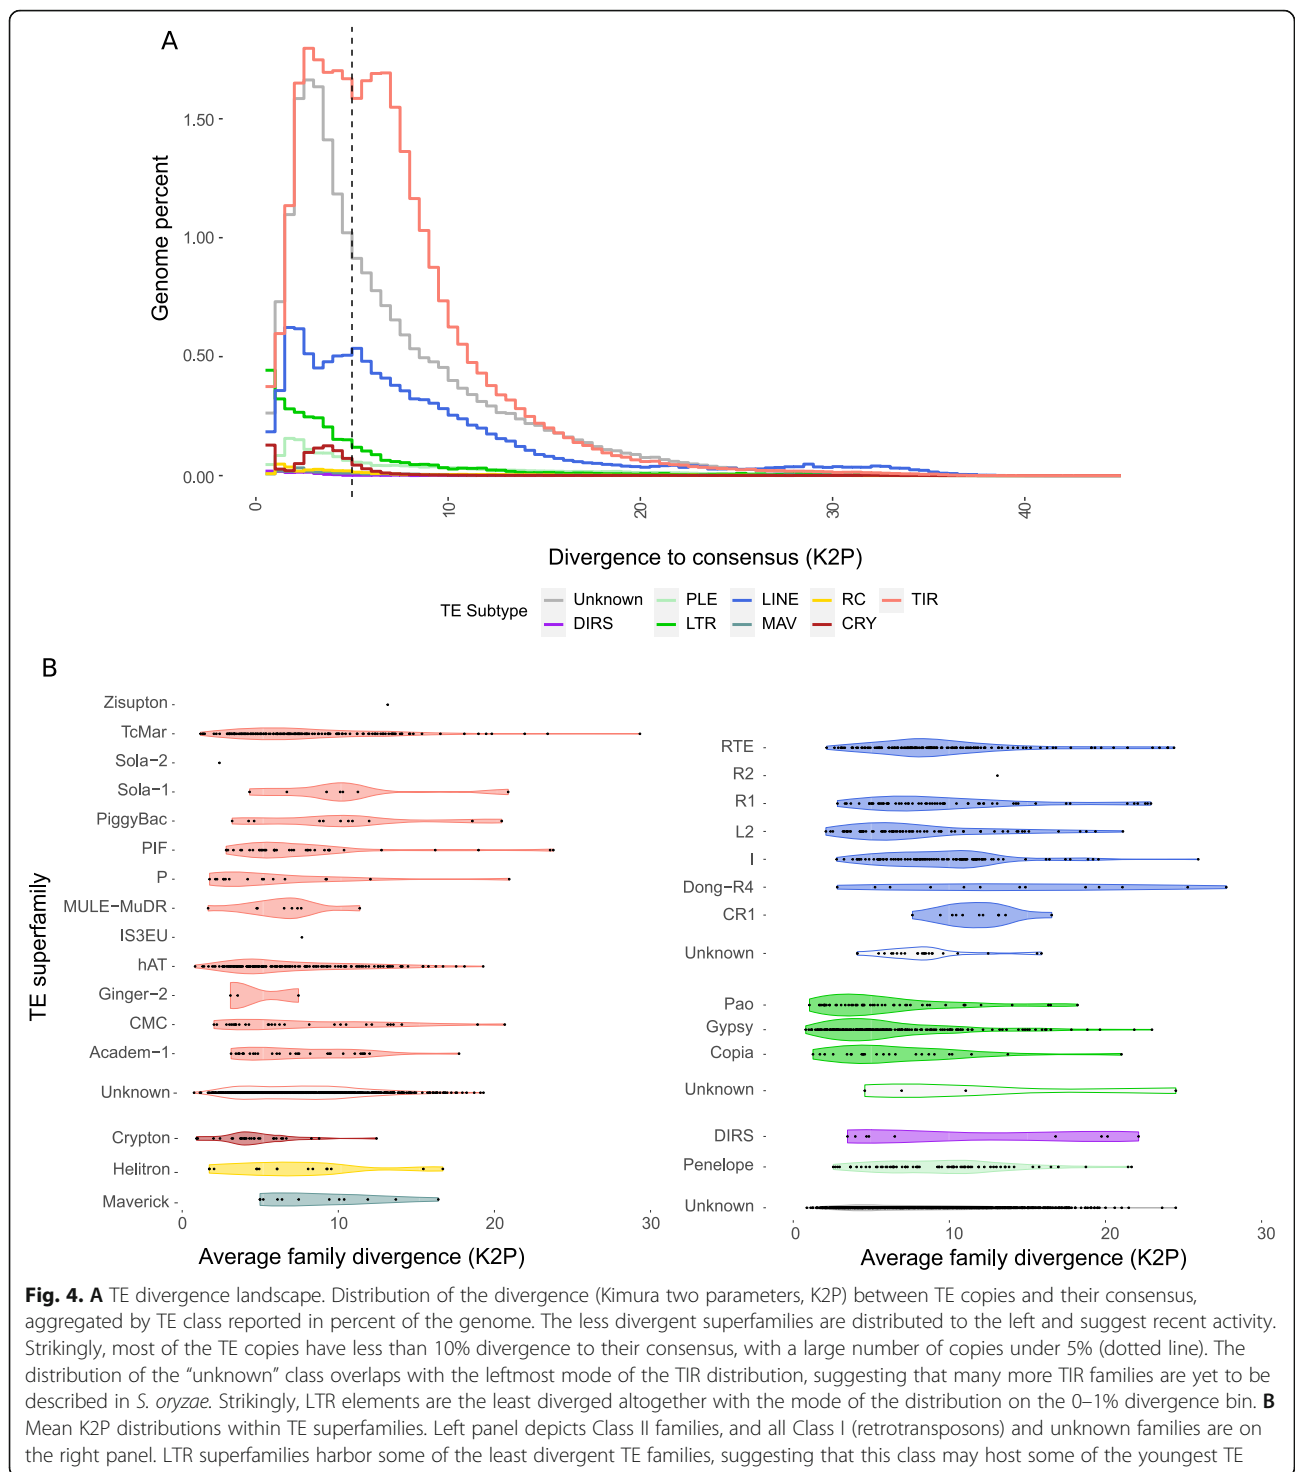 A
Genome percent
1.50
1.00
0.50
0.00
0
10
20
30
40
Divergence to consensus (K2P)
TE Subtype
Unknown PLE LINE RC TIR
DIRS LTR MAV CRY
B
TE superfamily
Zisupton
TcMar
Sola−2
Sola−1
PiggyBac
PIF
P
MULE−MuDR
IS3EU
hAT
Ginger−2
CMC
Academ−1
Unknown
Crypton
Helitron
Maverick
0 10 20 30
Average family divergence (K2P)
RTE
R2
R1
L2
I
Dong−R4
CR1
Unknown
Pao
Gypsy
Copia
Unknown
DIRS
Penelope
Unknown
0 10 20 30
Average family divergence (K2P)
Fig. 4. A TE divergence landscape. Distribution of the divergence (Kimura two parameters, K2P) between TE copies and their consensus,
aggregated by TE class reported in percent of the genome. The less divergent superfamilies are distributed to the left and suggest recent activity.
Strikingly, most of the TE copies have less than 10% divergence to their consensus, with a large number of copies under 5% (dotted line). The
distribution of the “unknown” class overlaps with the leftmost mode of the TIR distribution, suggesting that many more TIR families are yet to be
described in S. oryzae. Strikingly, LTR elements are the least diverged altogether with the mode of the distribution on the 0–1% divergence bin. B
Mean K2P distributions within TE superfamilies. Left panel depicts Class II families, and all Class I (retrotransposons) and unknown families are on
the right panel. LTR superfamilies harbor some of the least divergent TE families, suggesting that this class may host some of the youngest TE